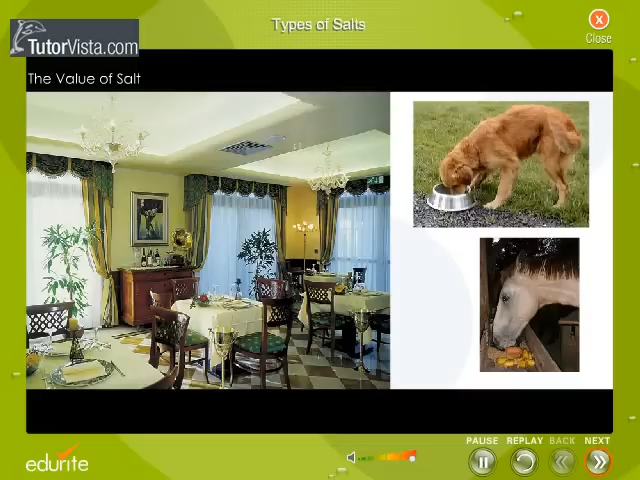 Types of Salts
Close
TutorVista.com
The Value of Salt
PAUSE REPLAY BACK NEXT
edurite